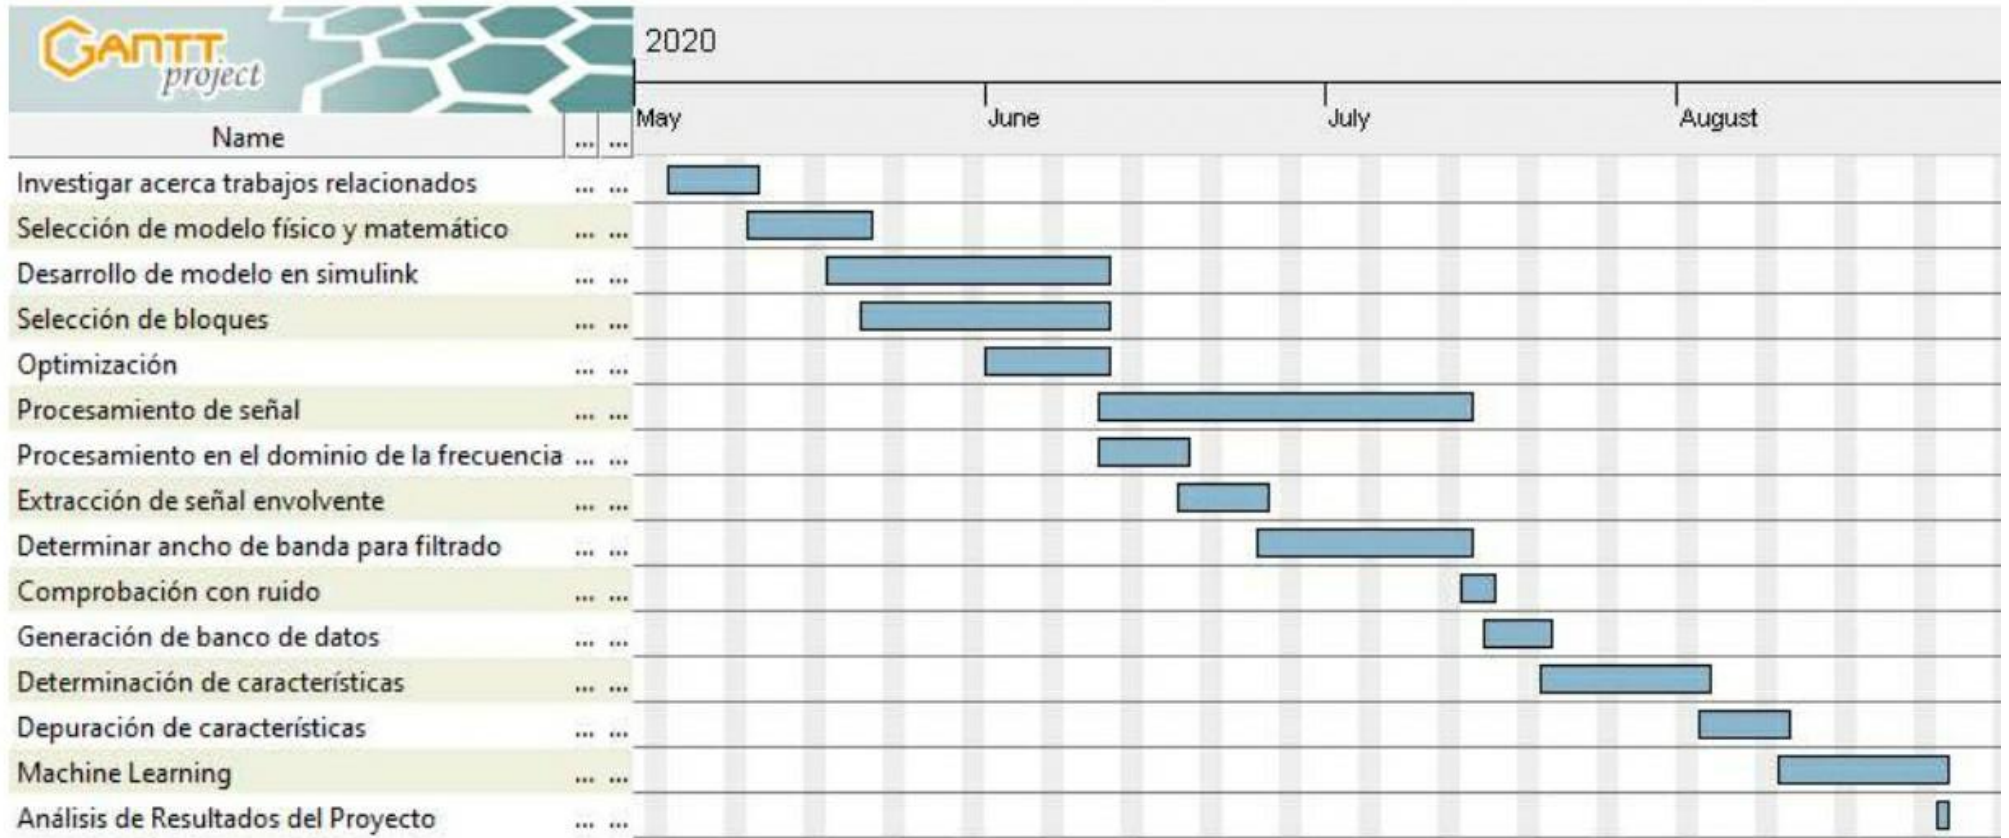 GANTT
project
2020
May June July August
Name ... ...
Investigar acerca trabajos relacionados ... ...
Selección de modelo físico y matemático ... ...
Desarrollo de modelo en simulink ... ...
Selección de bloques ... ...
Optimización ... ...
Procesamiento de señal ... ...
Procesamiento en el dominio de la frecuencia ... ...
Extracción de señal envolvente ... ...
Determinar ancho de banda para filtrado ... ...
Comprobación con ruido ... ...
Generación de banco de datos ... ...
Determinación de características ... ...
Depuración de características ... ...
Machine Learning ... ...
Análisis de Resultados del Proyecto ... ...